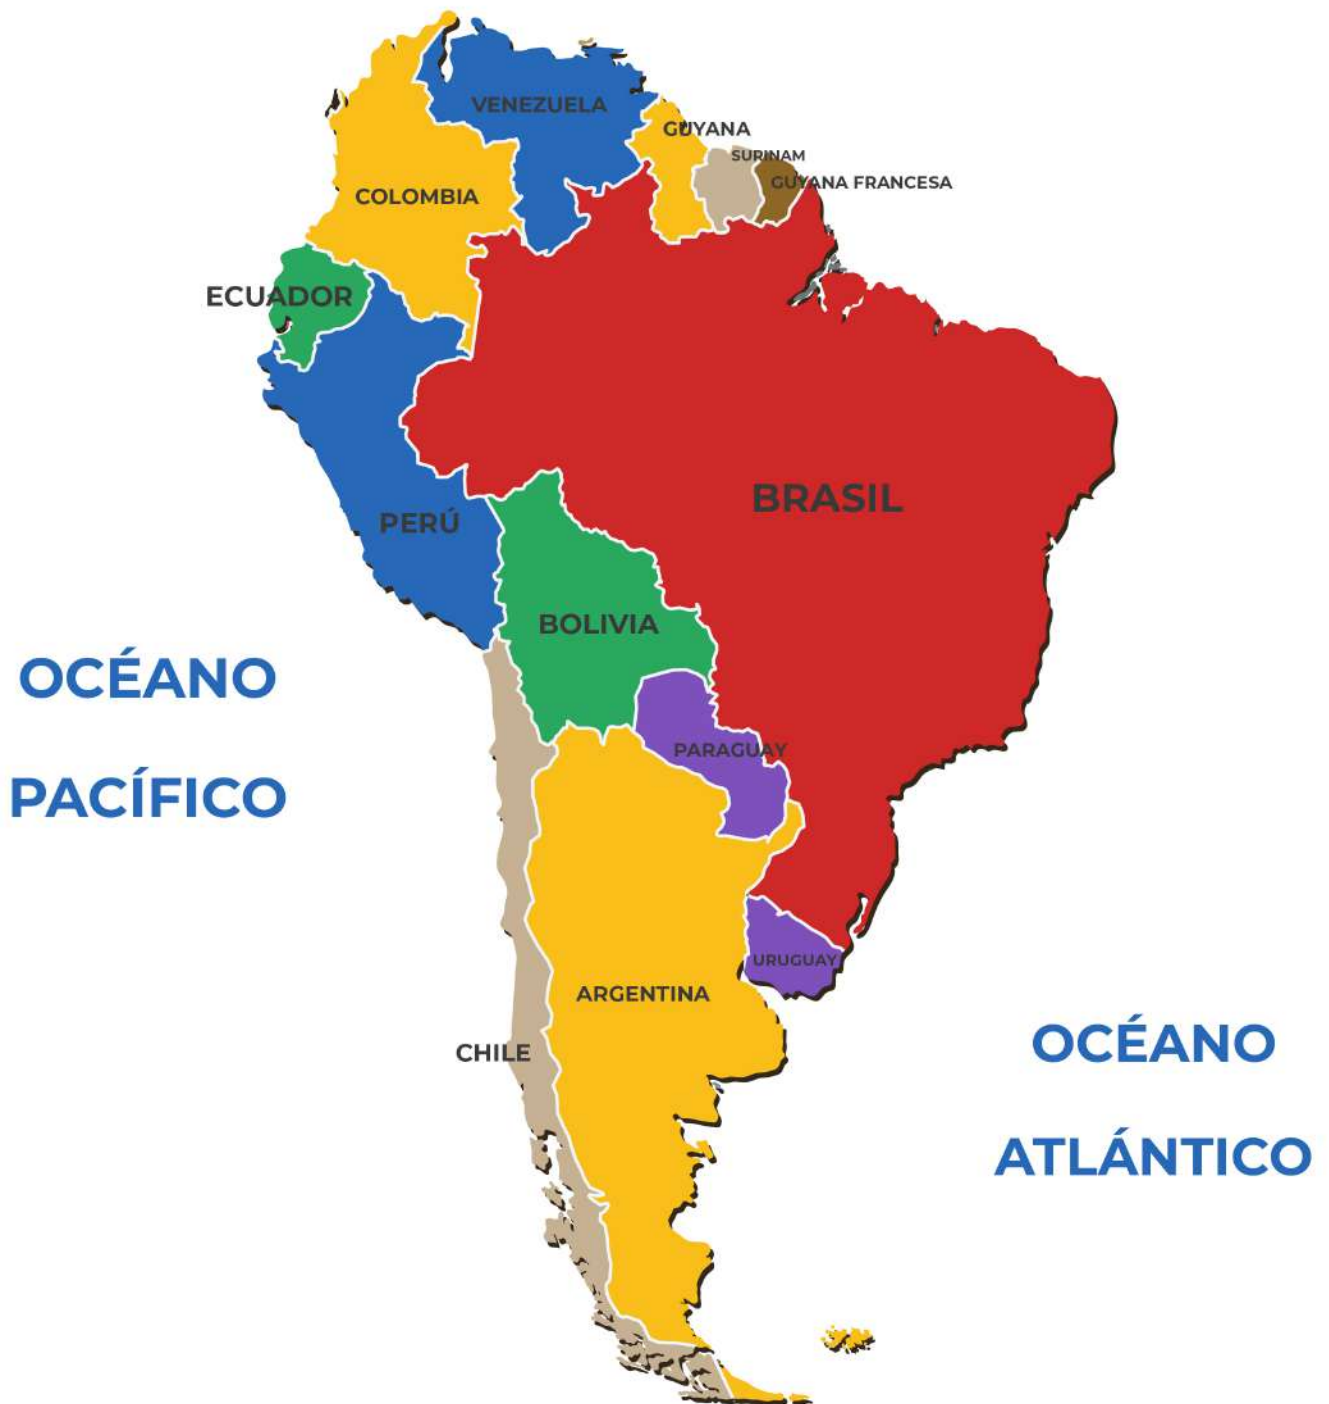 VENEZUELA
GUYANA
SURINAM
GUYANA FRANCESA
COLOMBIA
ECUADOR
BRASIL
PERÚ
BOLIVIA
OCÉANO
PACÍFICO
PARAGUAY
URUGUAY
ARGENTINA
CHILE
OCÉANO
ATLÁNTICO